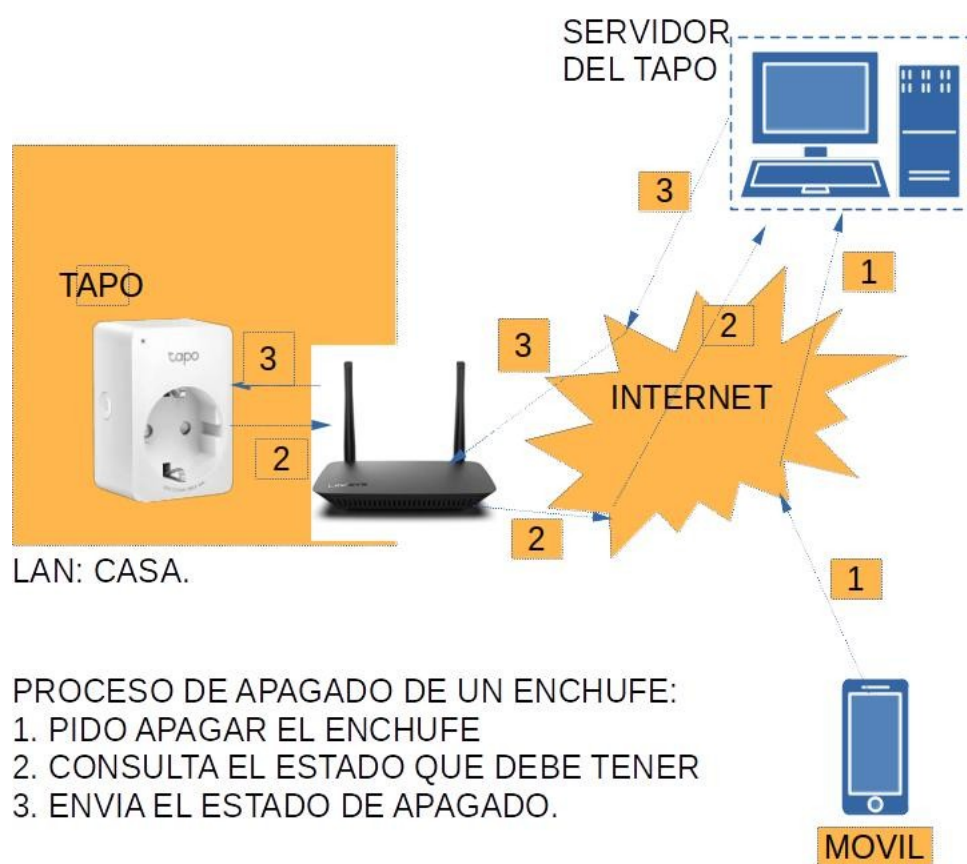 SERVIDOR
DEL TAPO
3
1
TAPO
tapo
3
3
2
INTERNET
2
2
LAN: CASA.
1
PROCESO DE APAGADO DE UN ENCHUFE:
1. PIDO APAGAR EL ENCHUFE
2. CONSULTA EL ESTADO QUE DEBE TENER
3. ENVIA EL ESTADO DE APAGADO.
MOVIL